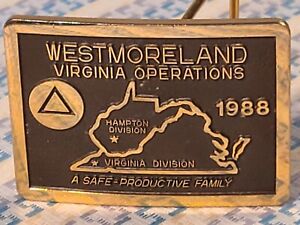 WESTMORELAND
VIRGINIA OPERATIONS
1988
HAMPTON
DIVISION
VIRGINIA DIVISION
A SAFE-PRODUCTIVE FAMILY